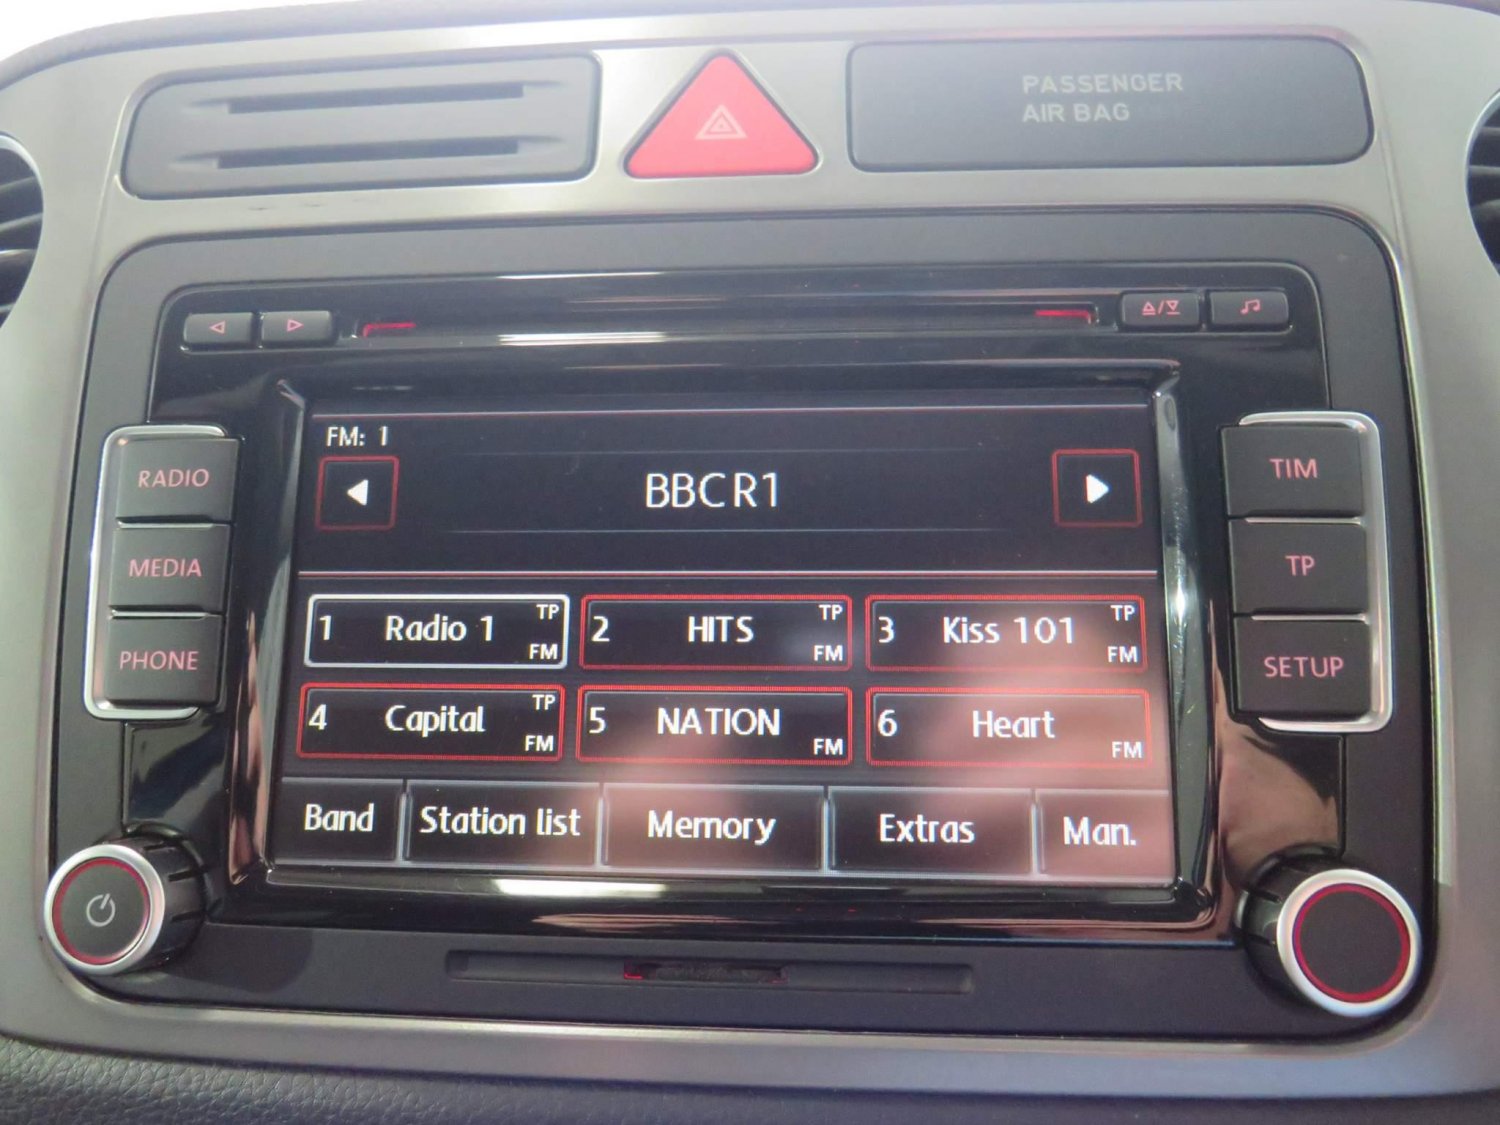 PASSENGER
AIR BAG
RADIO
MEDIA
PHONE
TIM
TP
SETUP
FM: 1
BBC R1
1 Radio 1 TP FM
2 HITS TP FM
3 Kiss 101 TP FM
4 Capital TP FM
5 NATION FM
6 Heart FM
Band Station list Memory Extras Man.